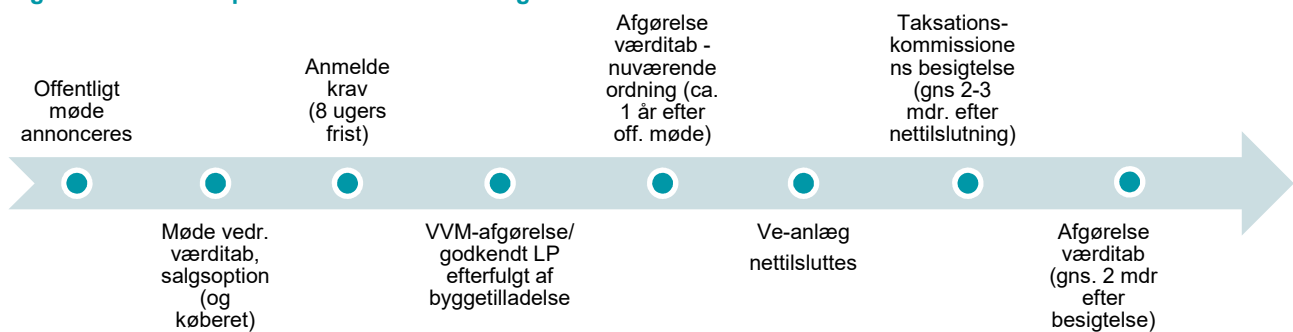 Offentligt
møde
annonceres
Møde vedr.
værditab,
salgsoption
(og
køberet)
Anmelde
krav
(8 ugers
frist)
VVM-afgørelse/
godkendt LP
efterfulgt af
byggetilladelse
Afgørelse
værditab -
nuværende
ordning (ca.
1 år efter
off. møde)
Ve-anlæg
nettilsluttes
Taksations-
kommissione
ns besigtelse
(gns 2-3
mdr. efter
nettilslutning)
Afgørelse
værditab
(gns. 2 mdr
efter
besigtelse)